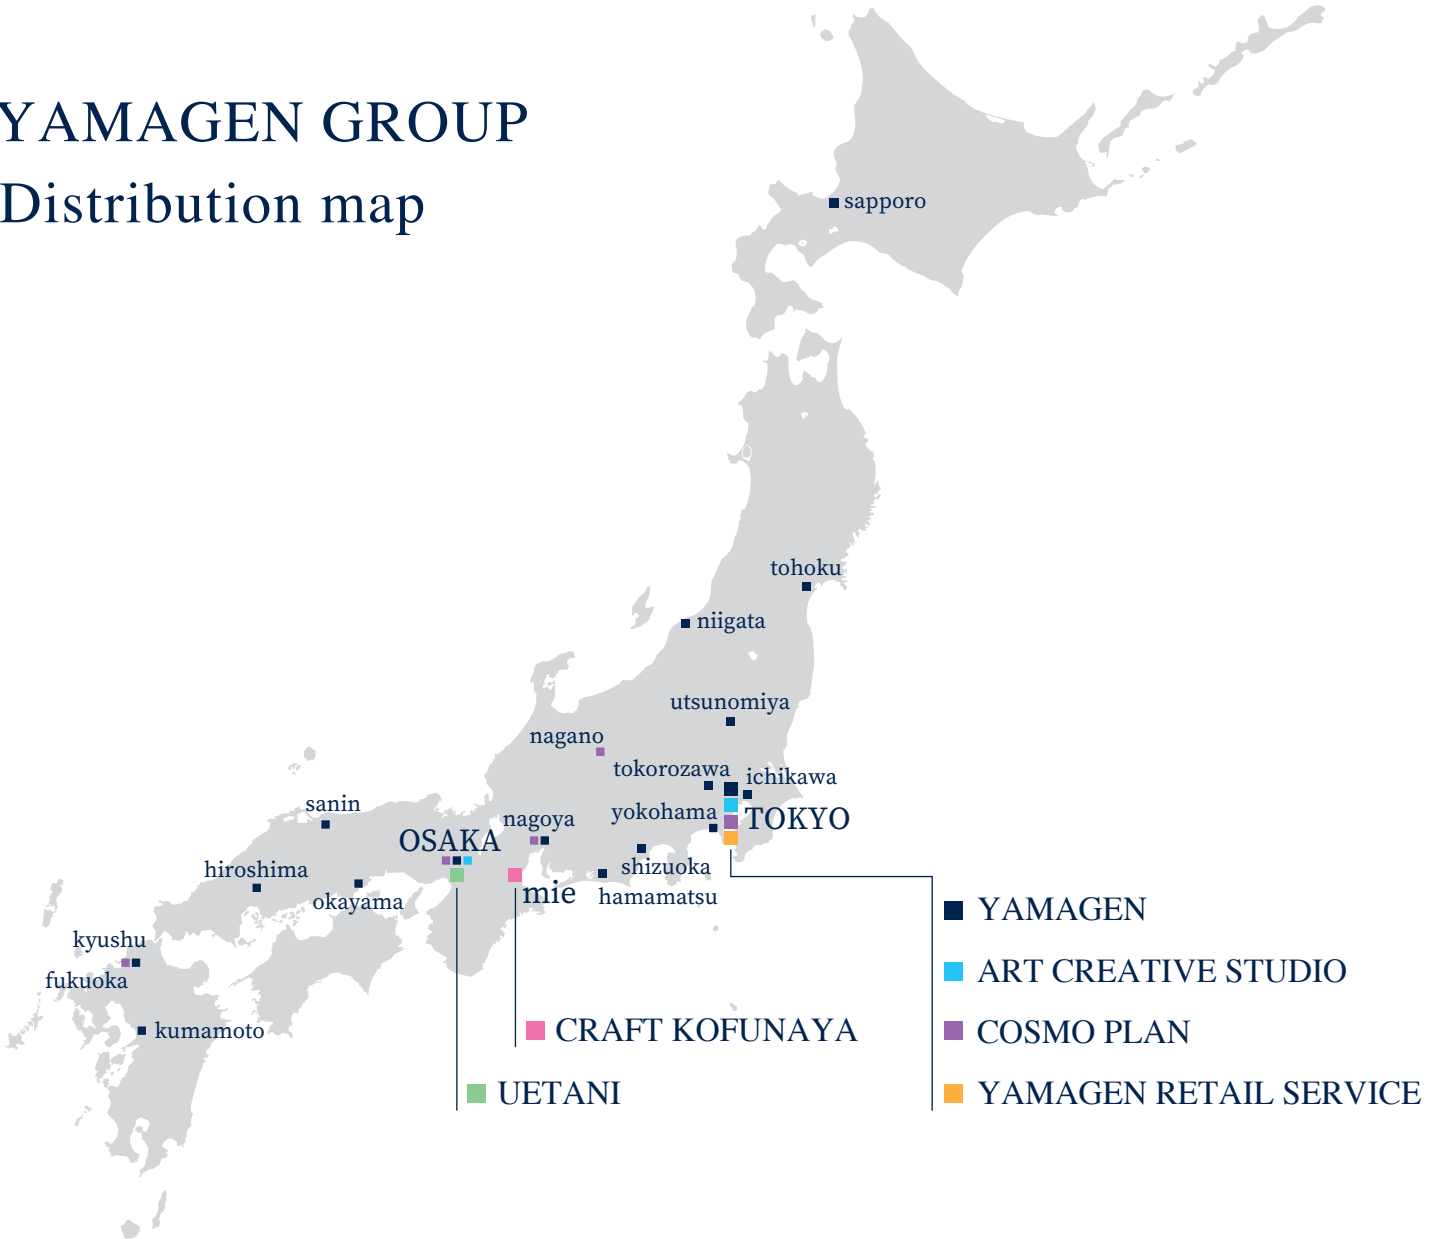 YAMAGEN GROUP
Distribution map
sapporo
tohoku
niigata
utsunomiya
nagano
tokorozawa
ichikawa
sanin
nagoya
yokohama
TOKYO
OSAKA
hiroshima
shizuoka
okayama
mie
hamamatsu
kyushu
fukuoka
kumamoto
YAMAGEN
ART CREATIVE STUDIO
CRAFT KOFUNAYA
COSMO PLAN
UETANI
YAMAGEN RETAIL SERVICE